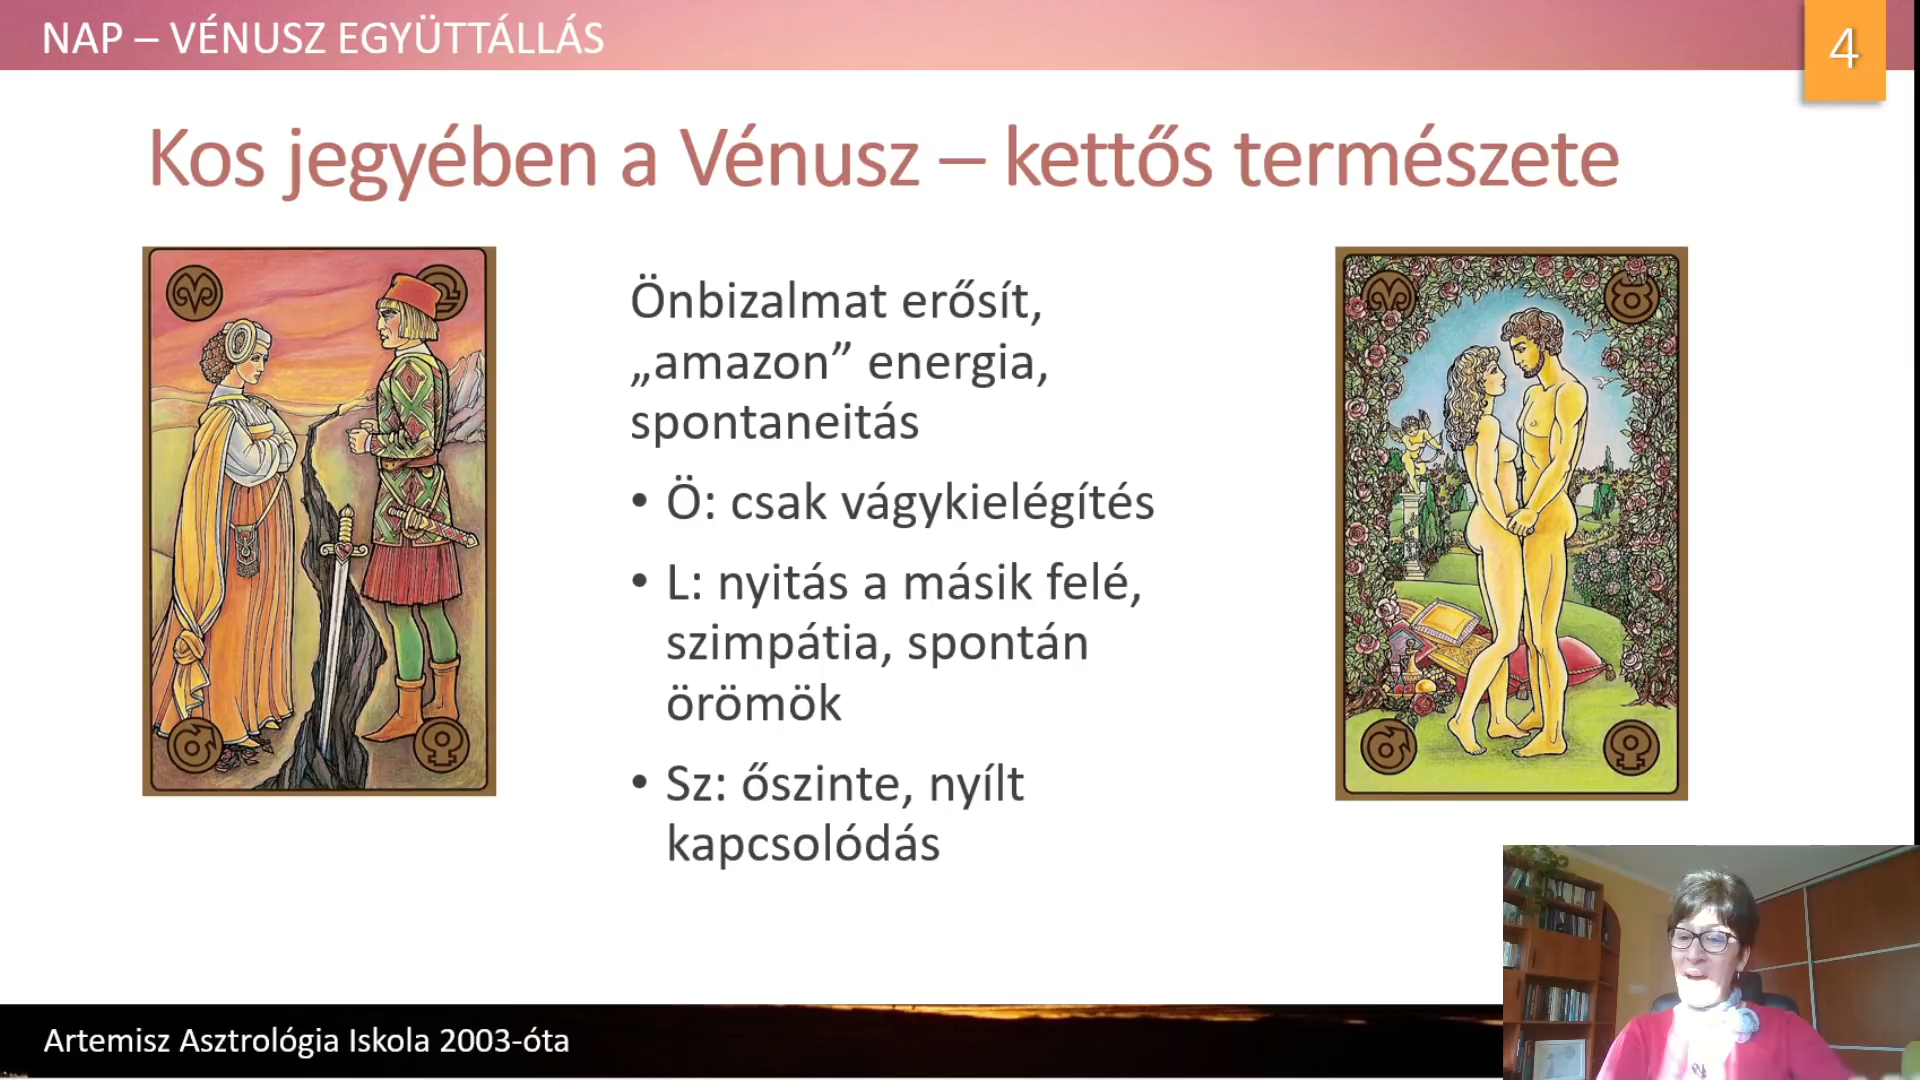 NAP – VÉNUSZ EGYÜTTÁLLÁS
4
Kos jegyében a Vénusz – kettős természete
Önbizalmat erősít,
„amazon” energia,
spontaneitás
• Ö: csak vágykielégítés
• L: nyitás a másik felé,
szimpátia, spontán
örömök
• Sz: őszinte, nyílt
kapcsolódás
Artemisz Asztrológia Iskola 2003-óta